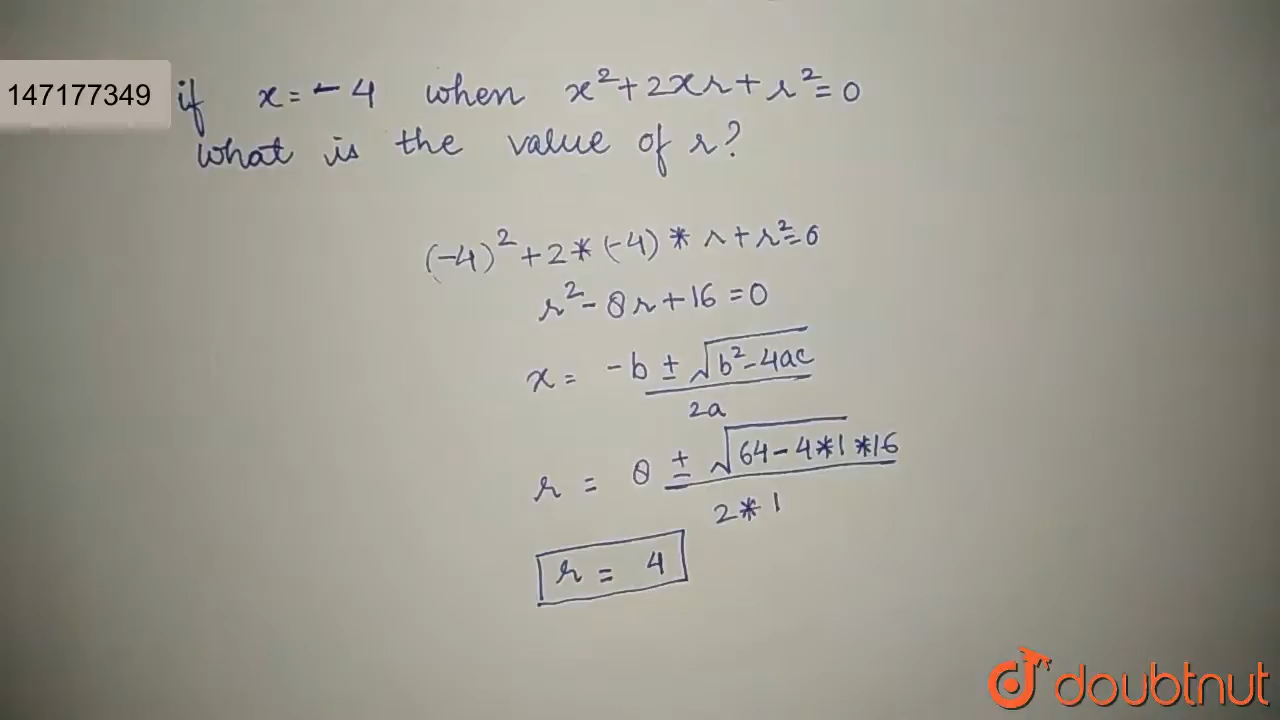 147177349
if x = -4 when x² + 2xr + r² = 0
what is the value of r?
(-4)² + 2 * (-4) * r + r² = 0
r² - 8r + 16 = 0
x = -b ± √b² - 4ac
2a
r = 8 ± √64 - 4*1*16
2*1
r = 4
doubtnut